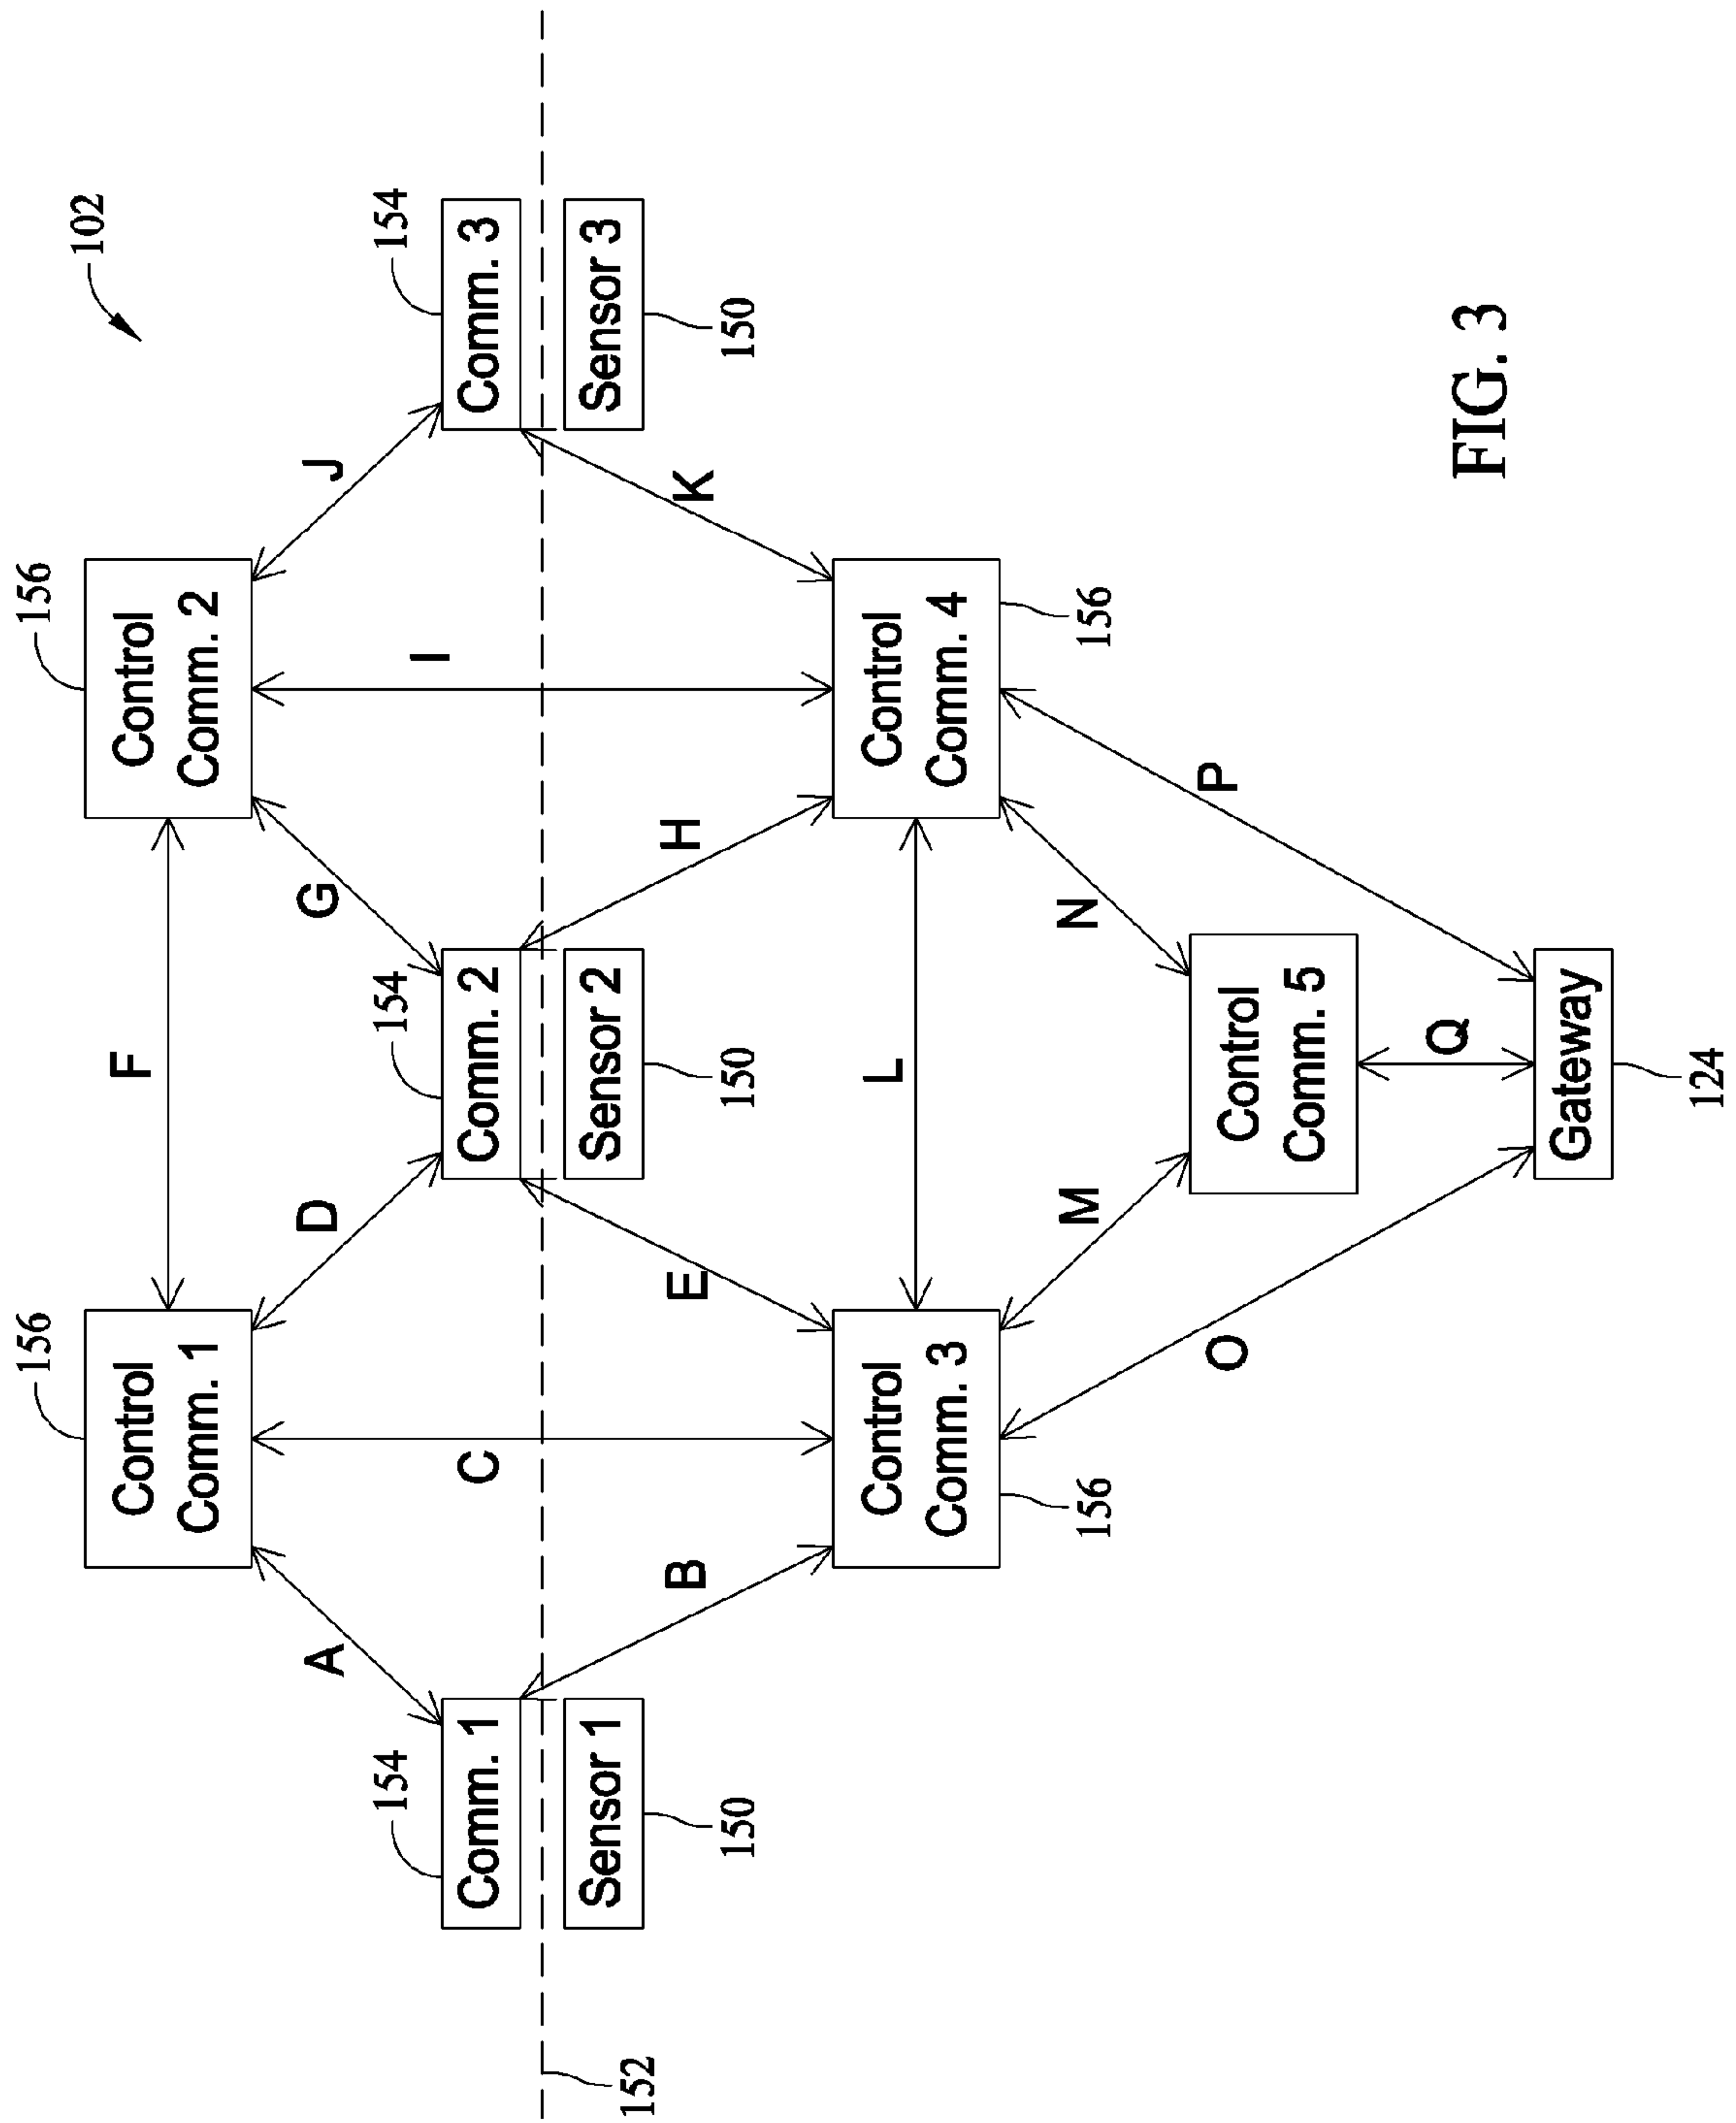 102
156
156
F
Control
Comm. 1
Control
Comm. 2
A
D
G
J
154
154
154
C
I
Comm. 1
Comm. 2
Comm. 3
152
Sensor 1
Sensor 2
Sensor 3
150
150
150
B
E
H
K
Control
Comm. 3
L
Control
Comm. 4
156
156
M
N
O
P
Control
Comm. 5
Q
Gateway
124
FIG. 3